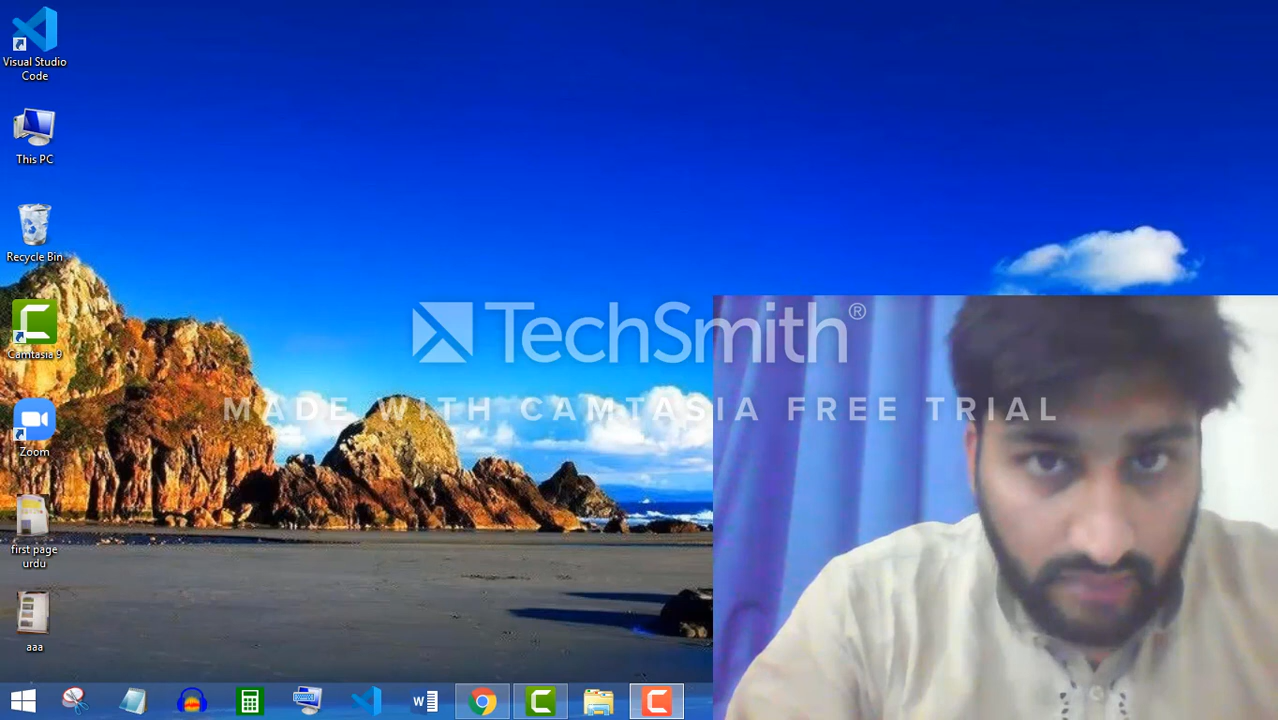 Visual Studio
Code
This PC
Recycle Bin
Camtasia 9
Zoom
first page
urdu
aaa
TechSmith®
MADE WITH CAMTASIA FREE TRIAL